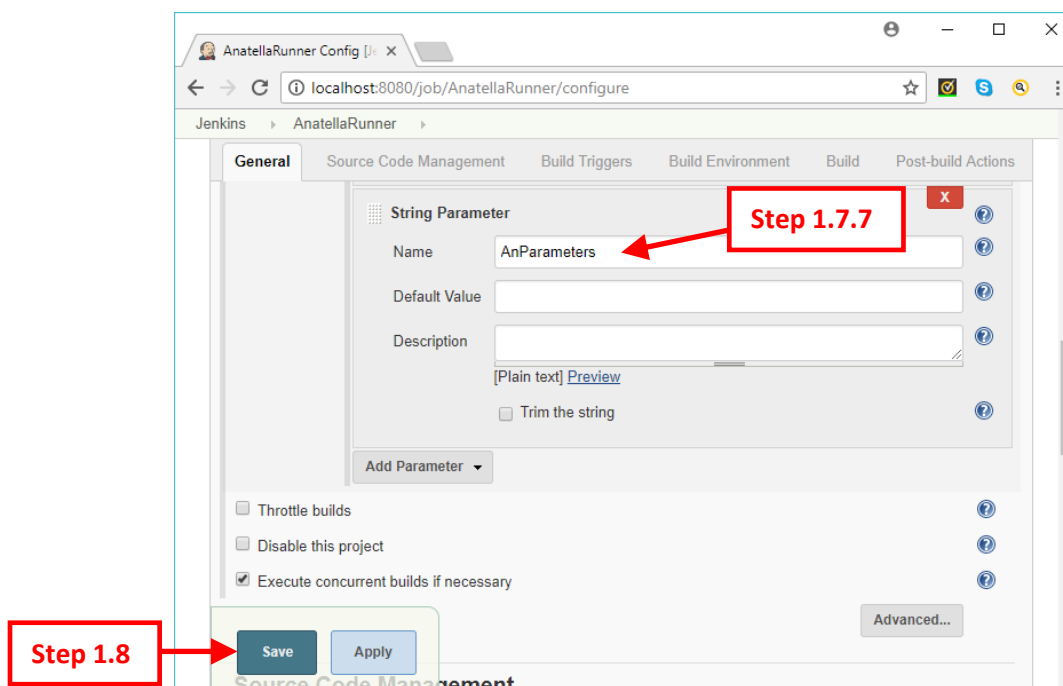 AnatellaRunner Config [Je
localhost:8080/job/AnatellaRunner/configure
Jenkins AnatellaRunner
General Source Code Management Build Triggers Build Environment Build Post-build Actions
X
String Parameter
Step 1.7.7
Name AnParameters
Default Value
Description
[Plain text] Preview
Trim the string
Add Parameter
Throttle builds
Disable this project
Execute concurrent builds if necessary
Advanced...
Step 1.8
Save Apply
Source Code Management